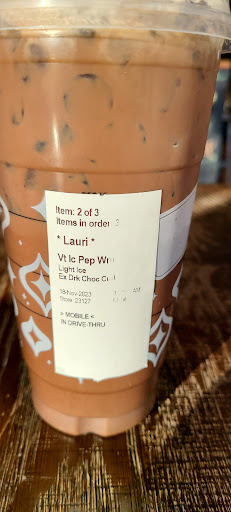 Item: 2 of 3
Items in order: 3
* Lauri *
Vt Ic Pep
Light Ice
Ex Drk Choc
18-Nov-2023
Store 23127
> MOBILE <
IN DRIVE-THRU